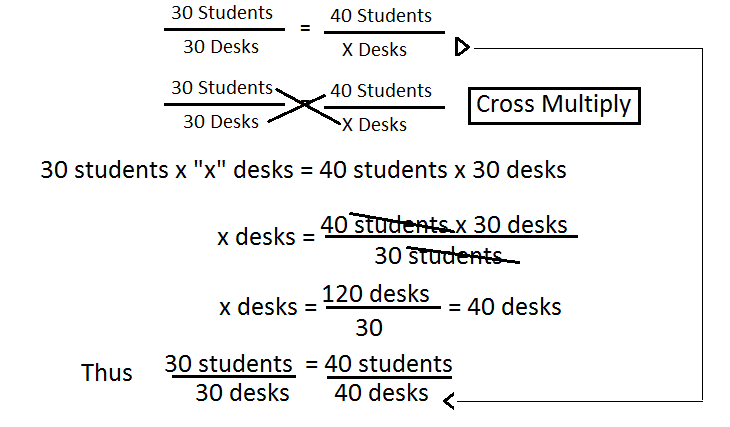 30 Students = 40 Students
30 Desks X Desks
30 Students = 40 Students
30 Desks X Desks
Cross Multiply
30 students x "x" desks = 40 students x 30 desks
x desks = 40 students x 30 desks
30 students
x desks = 120 desks = 40 desks
30
Thus 30 students = 40 students
30 desks 40 desks